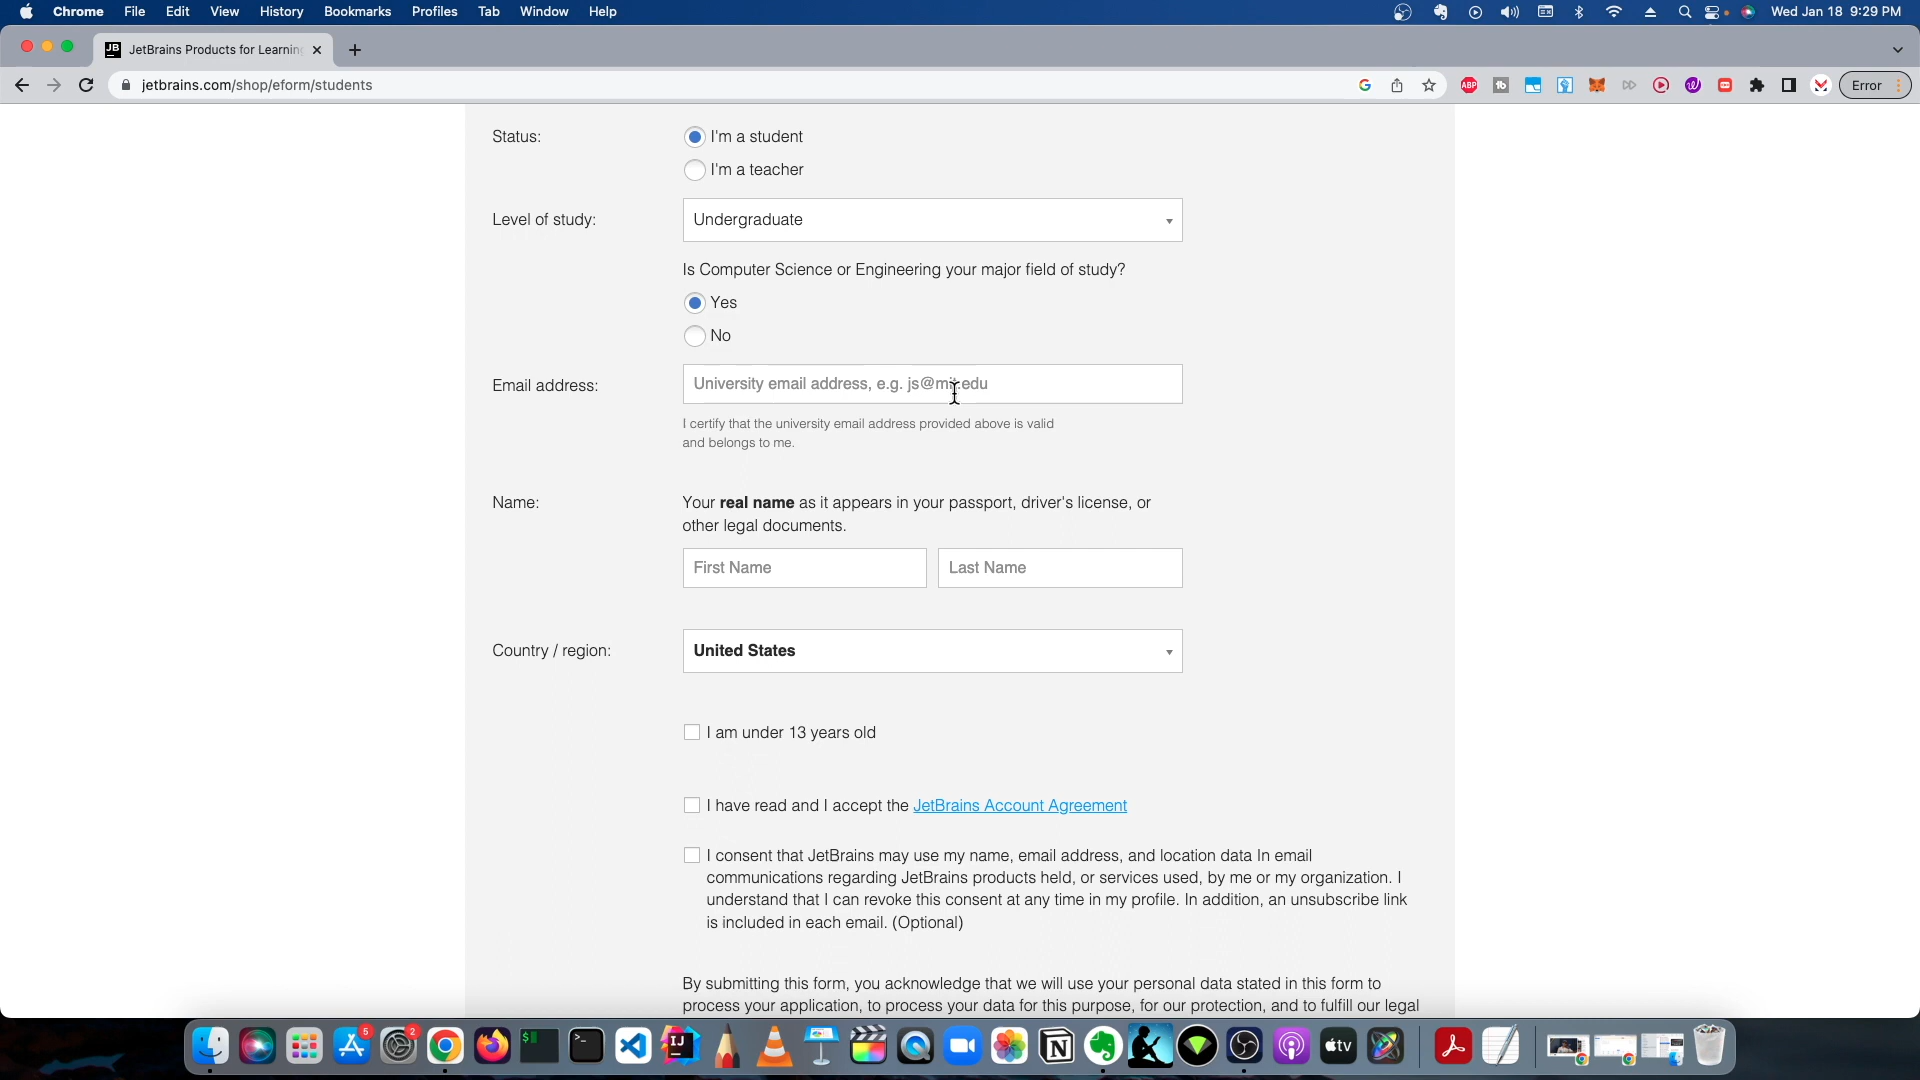 Chrome File Edit View History Bookmarks Profiles Tab Window Help Wed Jan 18 9:29 PM
JB JetBrains Products for Learning
jetbrains.com/shop/eform/students ABP Error
Status: I'm a student
I'm a teacher
Level of study: Undergraduate
Is Computer Science or Engineering your major field of study?
Yes
No
Email address: University email address, e.g. js@mit.edu
I certify that the university email address provided above is valid
and belongs to me.
Name: Your real name as it appears in your passport, driver's license, or
other legal documents.
First Name Last Name
Country / region: United States
I am under 13 years old
I have read and I accept the JetBrains Account Agreement
I consent that JetBrains may use my name, email address, and location data In email
communications regarding JetBrains products held, or services used, by me or my organization. I
understand that I can revoke this consent at any time in my profile. In addition, an unsubscribe link
is included in each email. (Optional)
By submitting this form, you acknowledge that we will use your personal data stated in this form to
process your application, to process your data for this purpose, for our protection, and to fulfill our legal
5 2 $ >_ IJ N tv